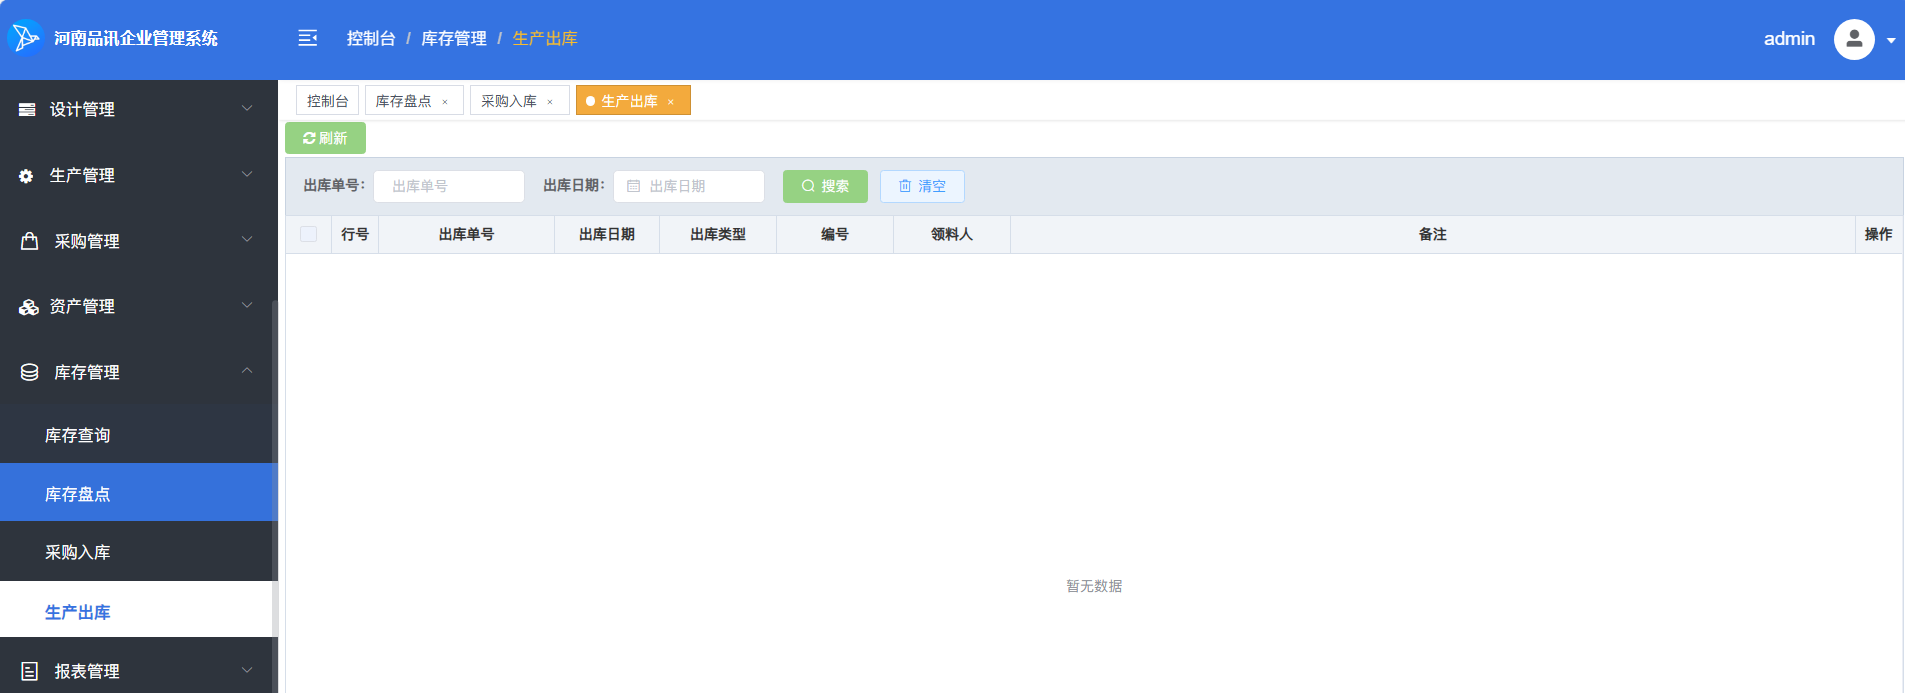 河南品讯企业管理系统
控制台 / 库存管理 / 生产出库
admin
设计管理
生产管理
采购管理
资产管理
库存管理
库存查询
库存盘点
采购入库
生产出库
报表管理
控制台 库存盘点 × 采购入库 × 生产出库 ×
刷新
出库单号: 出库单号 出库日期: 出库日期 搜索 清空
行号 出库单号 出库日期 出库类型 编号 领料人 备注 操作
暂无数据